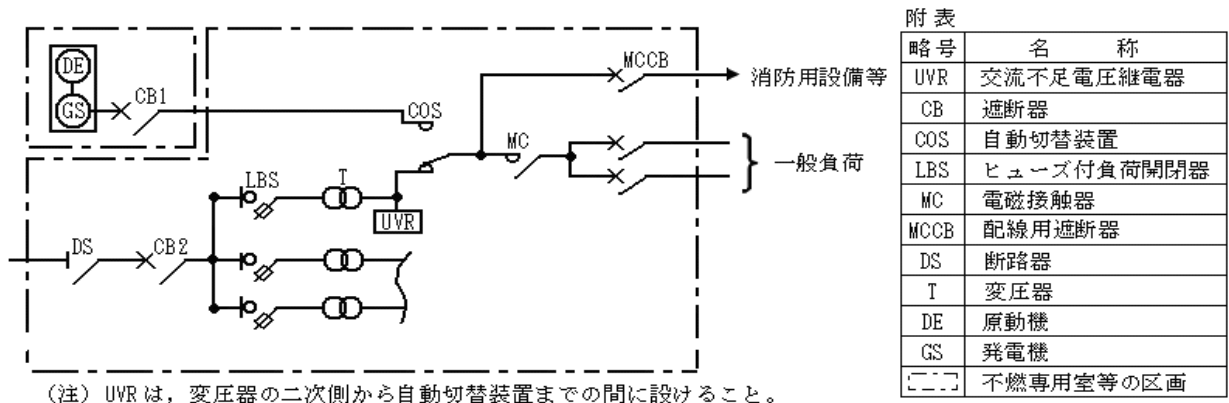 DE
GS
CB1
COS
MCCB
消防用設備等
MC
一般負荷
LBS
T
UVR
DS
CB2
(注) UVRは，変圧器の二次側から自動切替装置までの間に設けること。
附 表
略号 名 称
UVR 交流不足電圧継電器
CB 遮断器
COS 自動切替装置
LBS ヒューズ付負荷開閉器
MC 電磁接触器
MCCB 配線用遮断器
DS 断路器
T 変圧器
DE 原動機
GS 発電機
不燃専用室等の区画